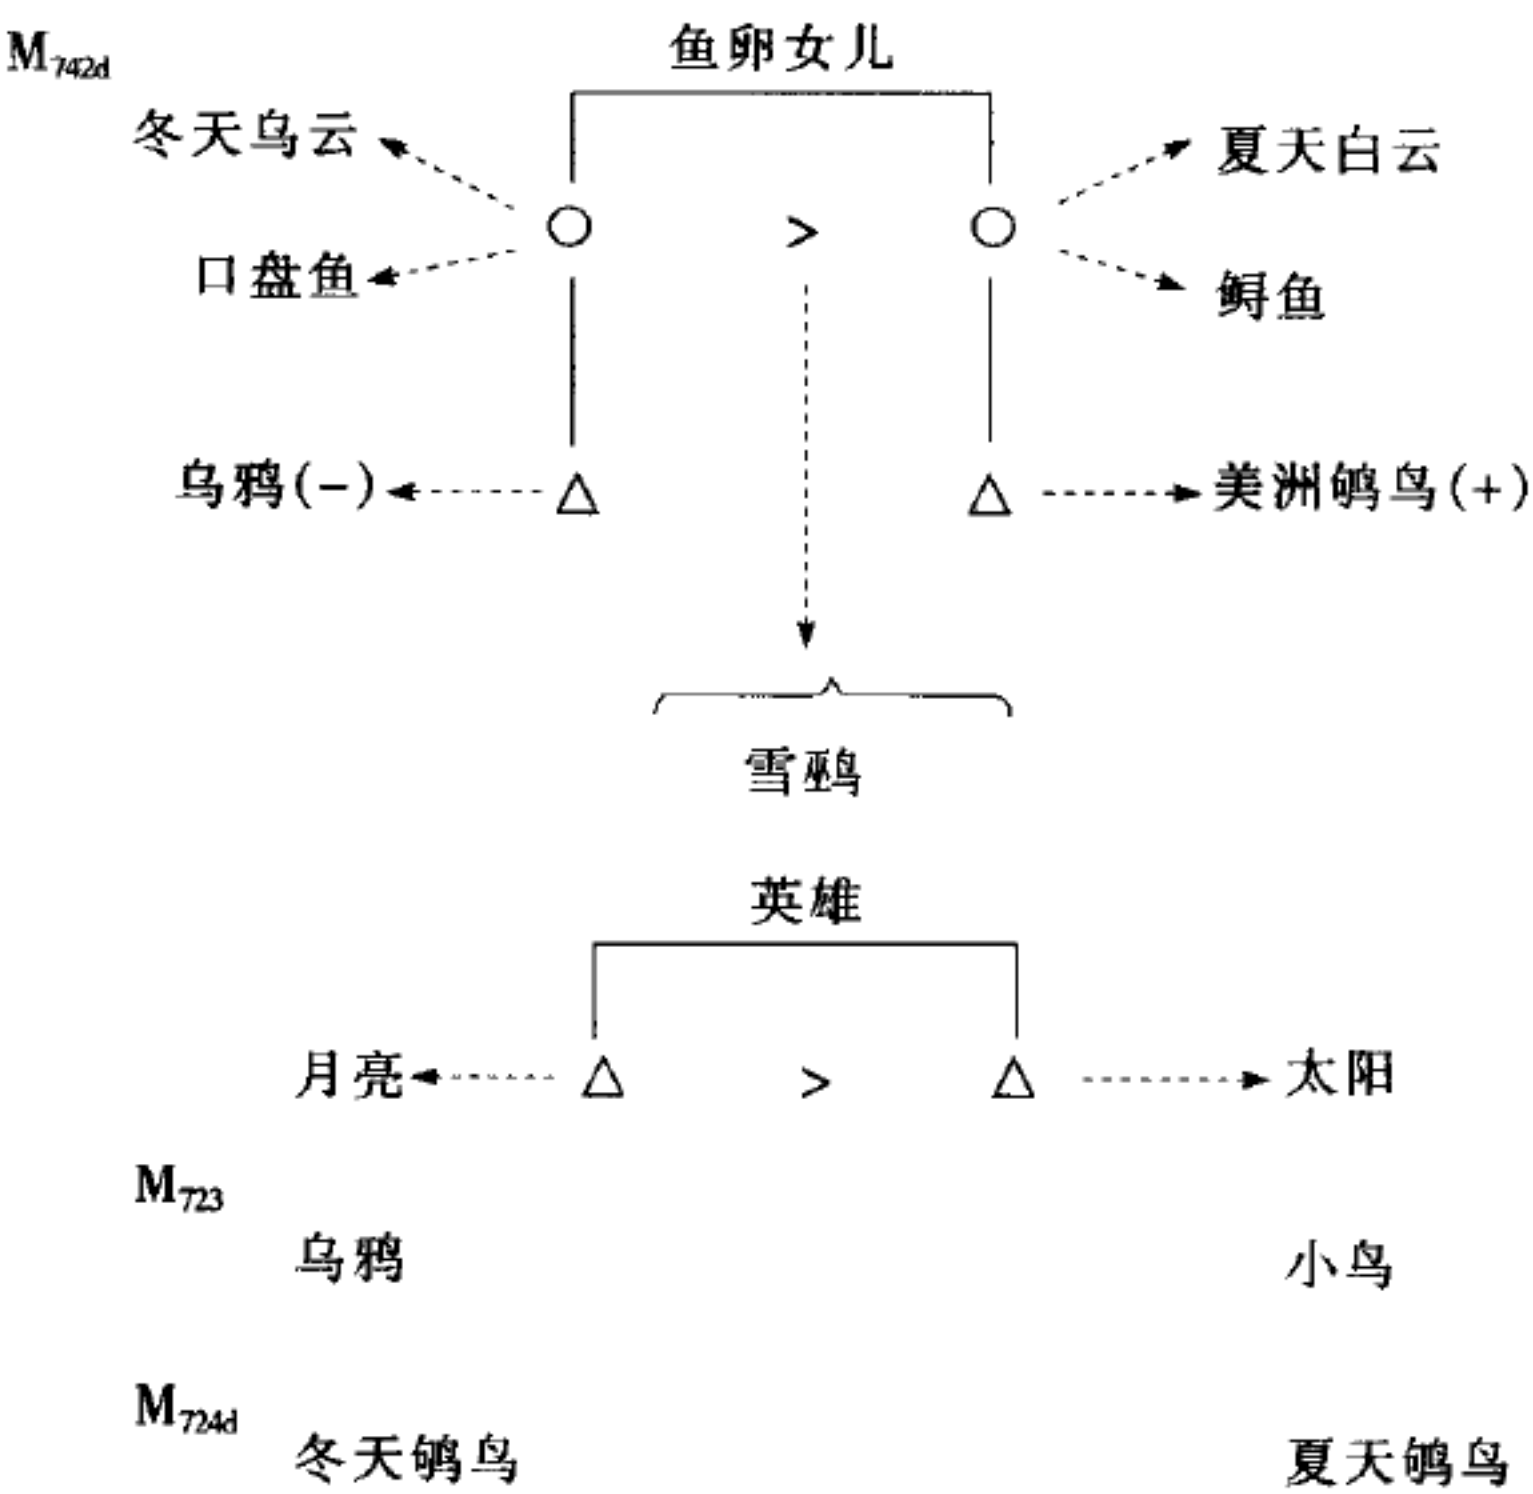 M742d
鱼卵女儿
冬天乌云
夏天白云
>
口盘鱼
鲟鱼
乌鸦(-)
美洲鸲鸟(+)
雪鹀
英雄
月亮
>
太阳
M723
乌鸦
小鸟
M724d
冬天鸲鸟
夏天鸲鸟